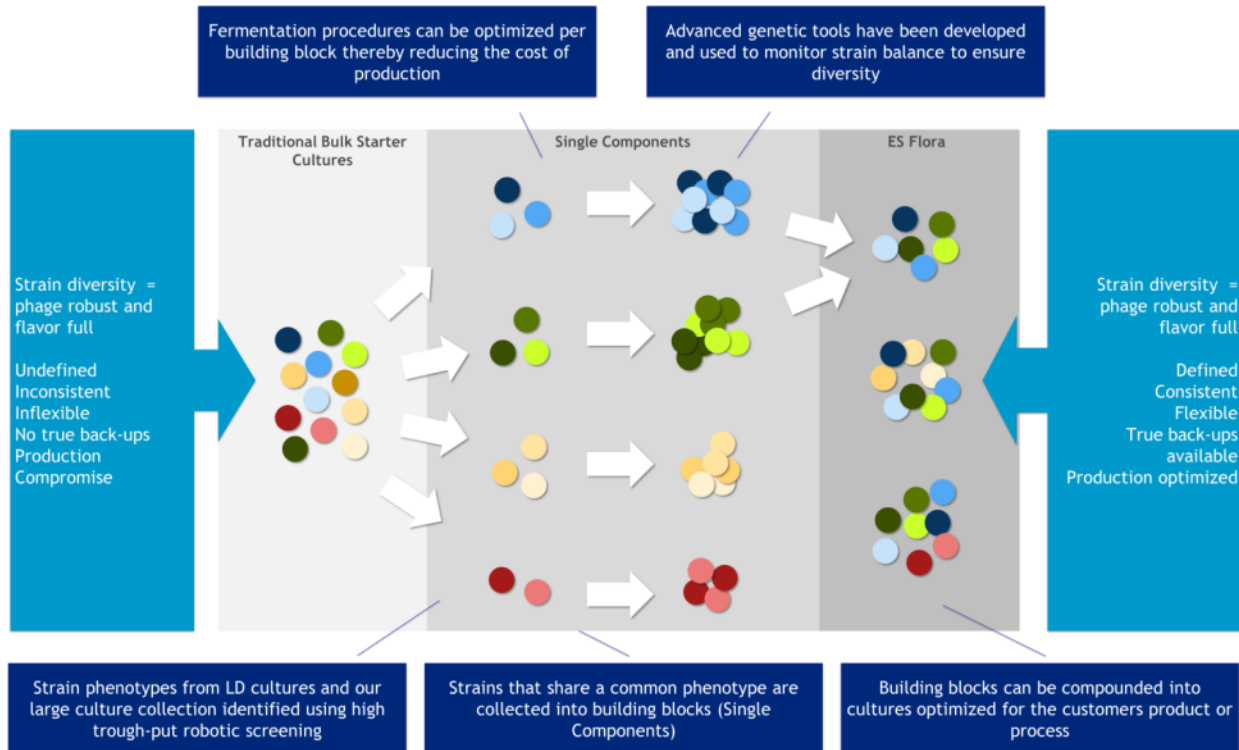 Fermentation procedures can be optimized per
building block thereby reducing the cost of
production
Advanced genetic tools have been developed
and used to monitor strain balance to ensure
diversity
Traditional Bulk Starter
Cultures
Single Components
ES Flora
Strain diversity =
phage robust and
flavor full
Undefined
Inconsistent
Inflexible
No true back-ups
Production
Compromise
Strain diversity =
phage robust and
flavor full
Defined
Consistent
Flexible
True back-ups
available
Production optimized
Strain phenotypes from LD cultures and our
large culture collection identified using high
trough-put robotic screening
Strains that share a common phenotype are
collected into building blocks (Single
Components)
Building blocks can be compounded into
cultures optimized for the customers product or
process